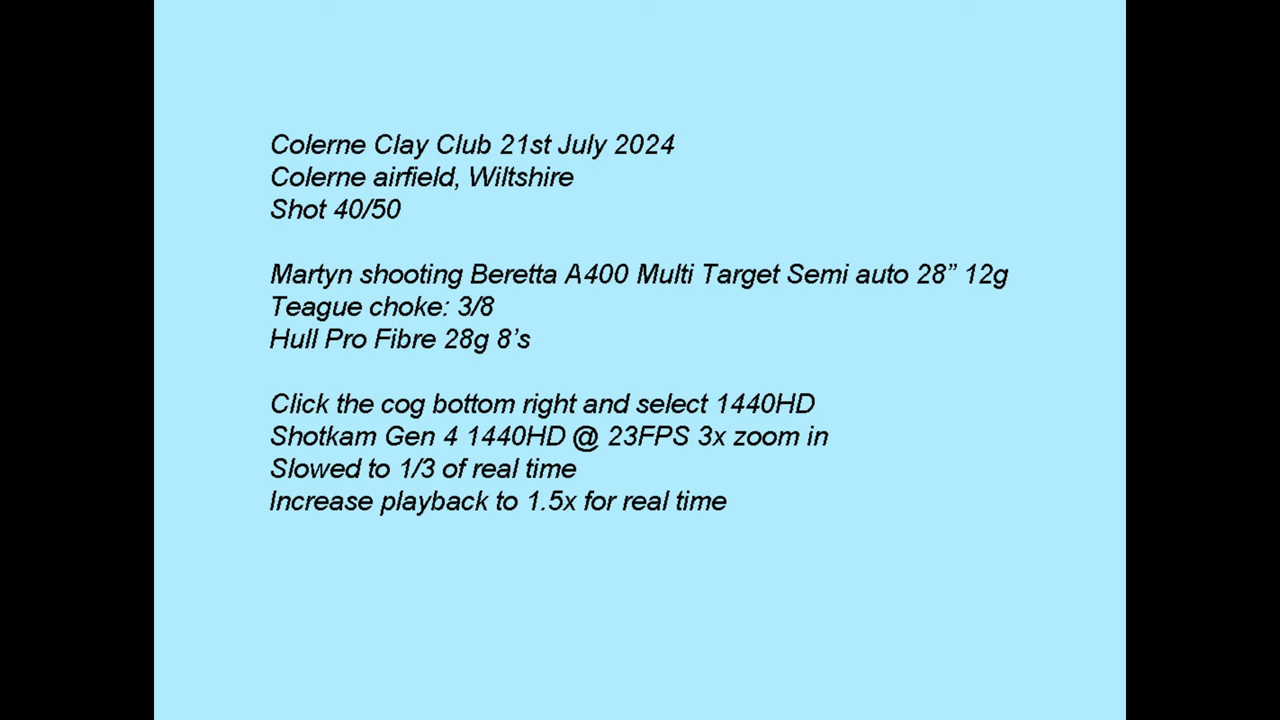 Colerne Clay Club 21st July 2024
Colerne airfield, Wiltshire
Shot 40/50
Martyn shooting Beretta A400 Multi Target Semi auto 28” 12g
Teague choke: 3/8
Hull Pro Fibre 28g 8’s
Click the cog bottom right and select 1440HD
Shotkam Gen 4 1440HD @ 23FPS 3x zoom in
Slowed to 1/3 of real time
Increase playback to 1.5x for real time